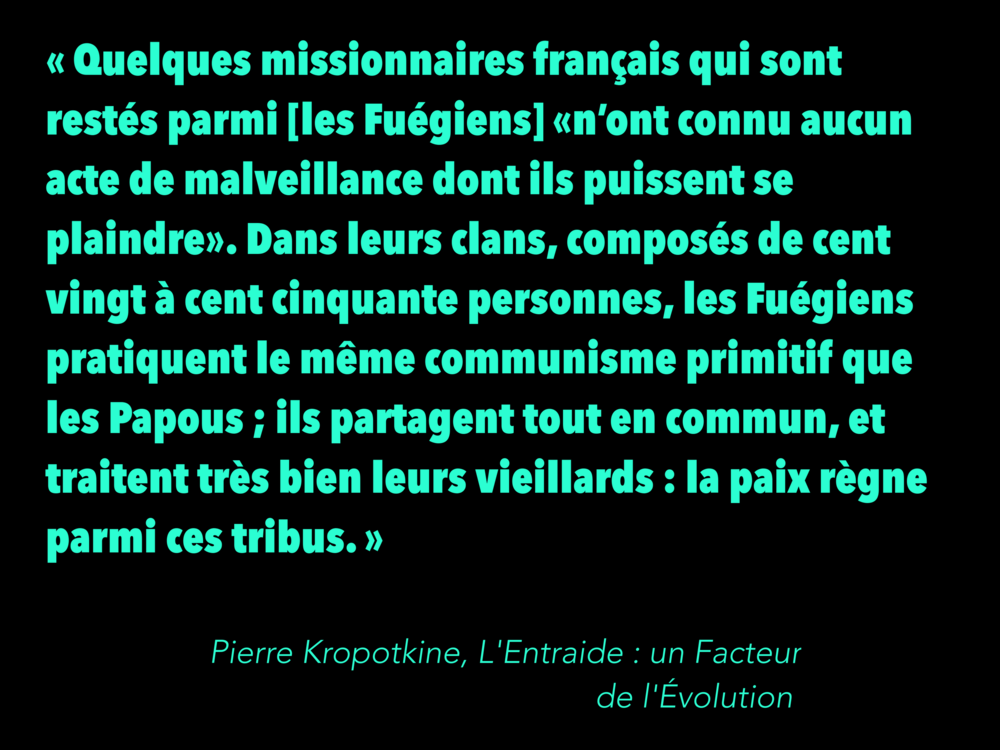 « Quelques missionnaires français qui sont
restés parmi [les Fuégiens] «n’ont connu aucun
acte de malveillance dont ils puissent se
plaindre». Dans leurs clans, composés de cent
vingt à cent cinquante personnes, les Fuégiens
pratiquent le même communisme primitif que
les Papous ; ils partagent tout en commun, et
traitent très bien leurs vieillards : la paix règne
parmi ces tribus. »
Pierre Kropotkine, L'Entraide : un Facteur
de l'Évolution